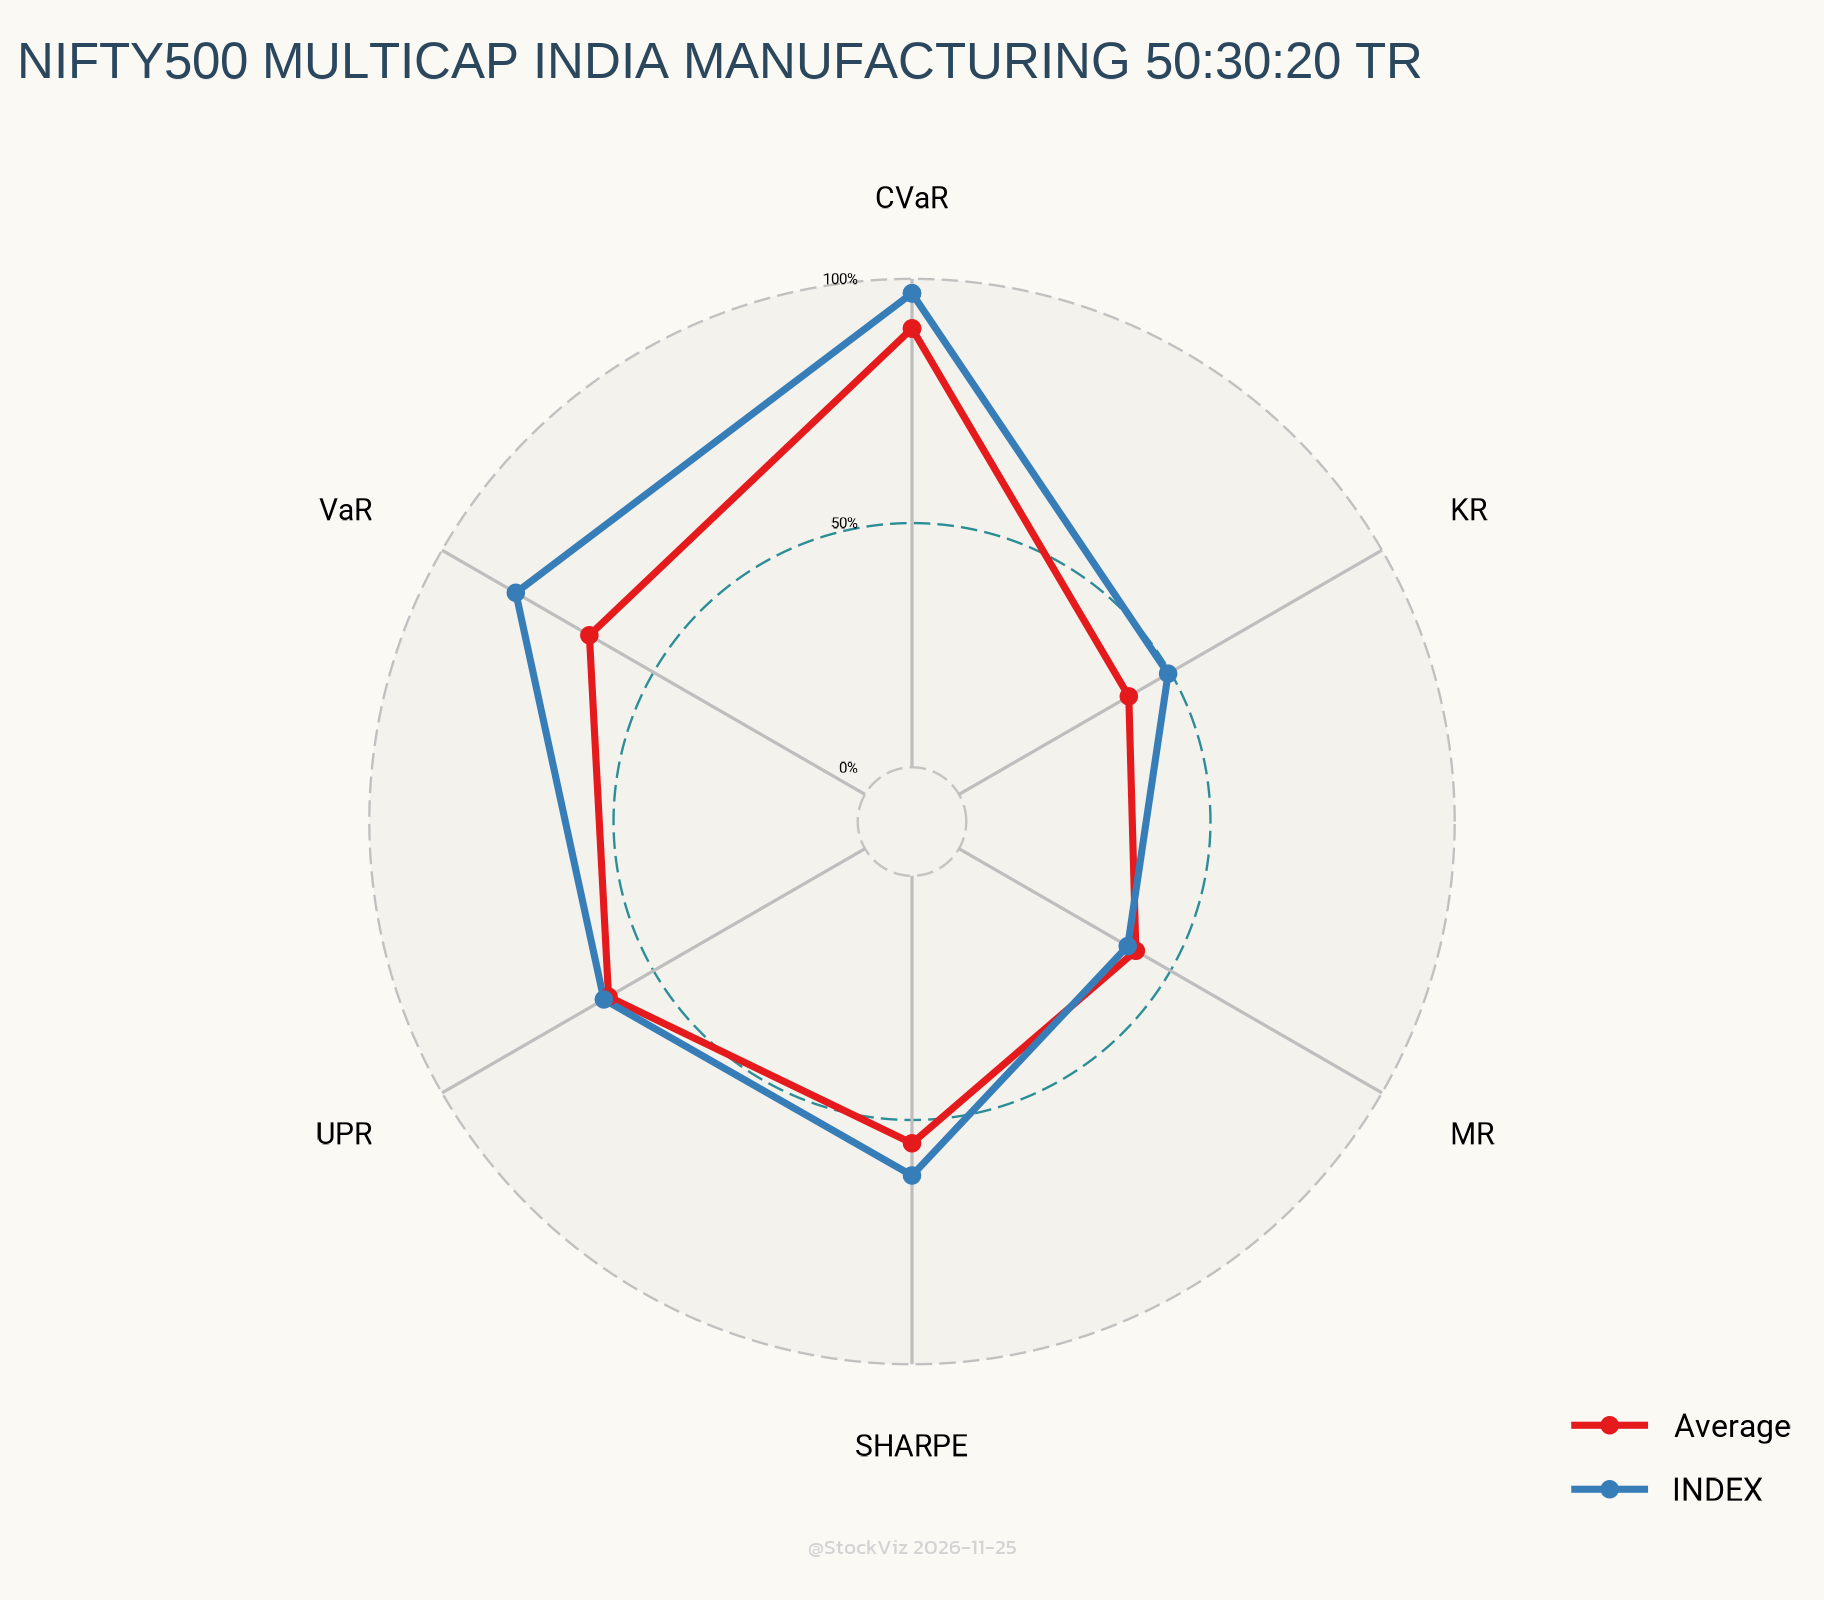 NIFTY500 MULTICAP INDIA MANUFACTURING 50:30:20 TR
CVaR
100%
KR
VaR
50%
0%
UPR
MR
SHARPE
Average
INDEX
@StockViz 2026-11-25